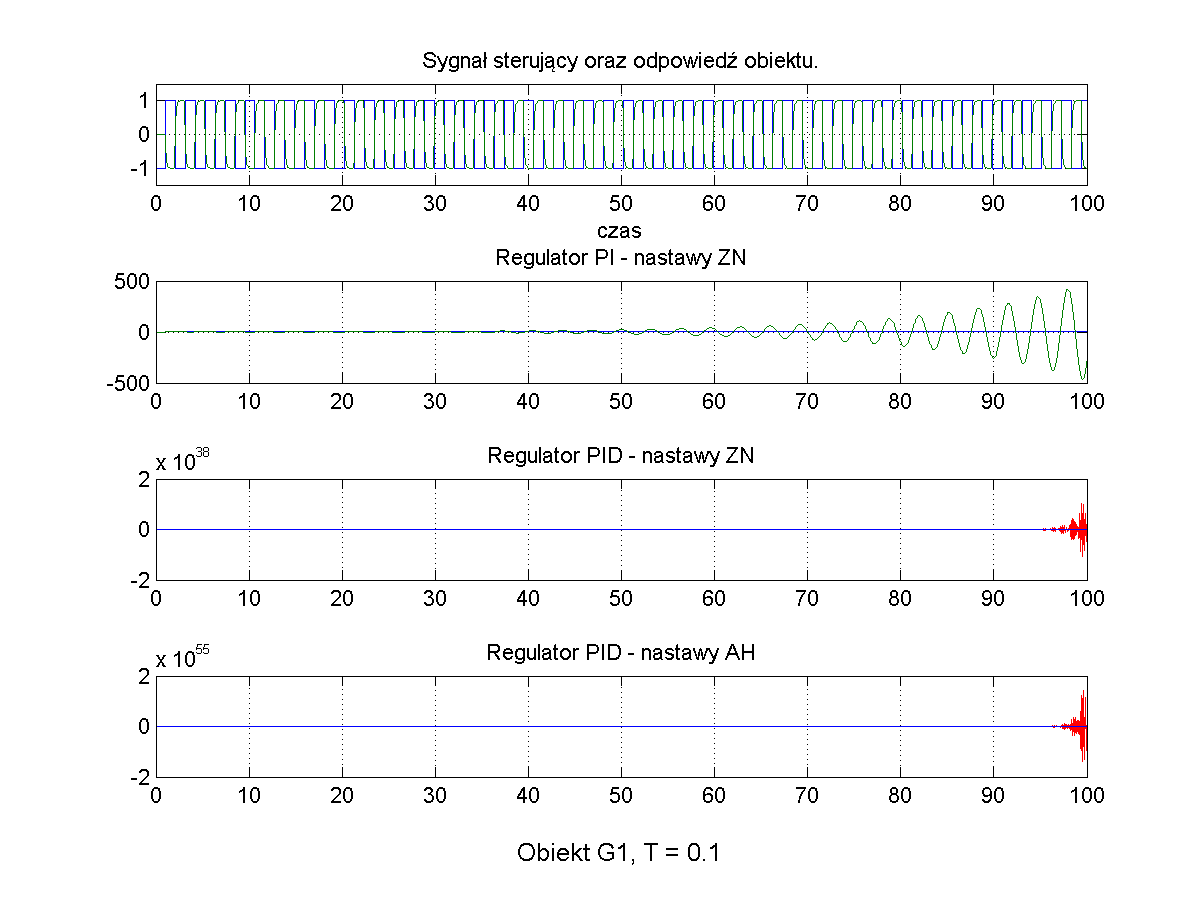 Sygnał sterujący oraz odpowiedź obiektu.
1
0
-1
0 10 20 30 40 50 60 70 80 90 100
czas
Regulator PI - nastawy ZN
500
0
-500
0 10 20 30 40 50 60 70 80 90 100
Regulator PID - nastawy ZN
x 10^38
2
0
-2
0 10 20 30 40 50 60 70 80 90 100
Regulator PID - nastawy AH
x 10^55
2
0
-2
0 10 20 30 40 50 60 70 80 90 100
Obiekt G1, T = 0.1